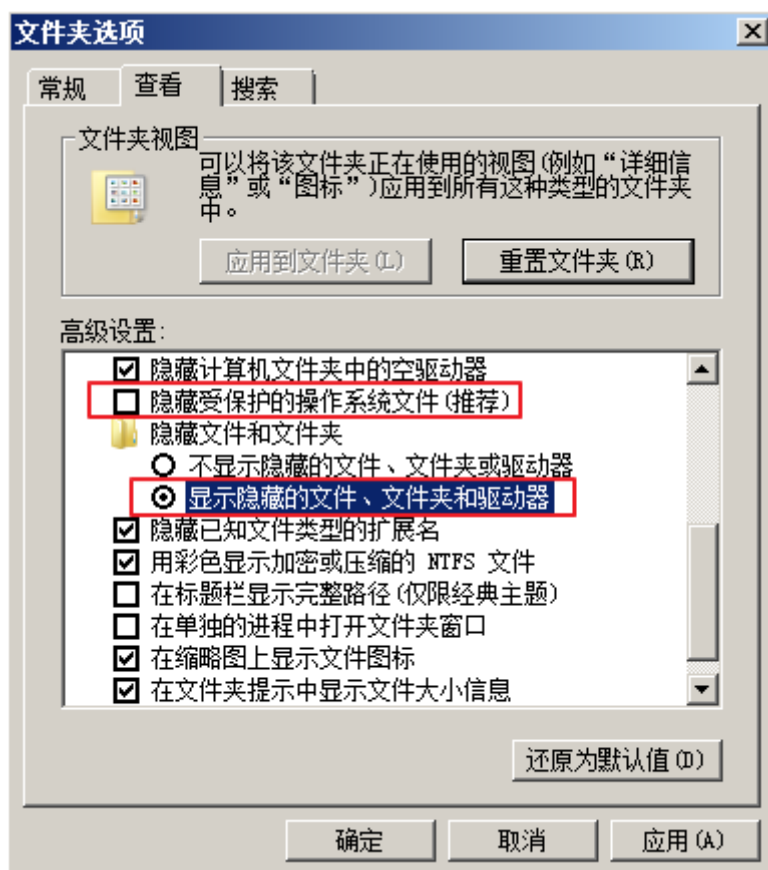 文件夹选项
常规 查看 搜索
文件夹视图
可以将该文件夹正在使用的视图(例如“详细信
息”或“图标”)应用到所有这种类型的文件夹
中。
应用到文件夹(L) 重置文件夹(R)
高级设置:
隐藏计算机文件夹中的空驱动器
隐藏受保护的操作系统文件(推荐)
隐藏文件和文件夹
不显示隐藏的文件、文件夹或驱动器
显示隐藏的文件、文件夹和驱动器
隐藏已知文件类型的扩展名
用彩色显示加密或压缩的 NTFS 文件
在标题栏显示完整路径(仅限经典主题)
在单独的进程中打开文件夹窗口
在缩略图上显示文件图标
在文件夹提示中显示文件大小信息
还原为默认值(D)
确定 取消 应用(A)